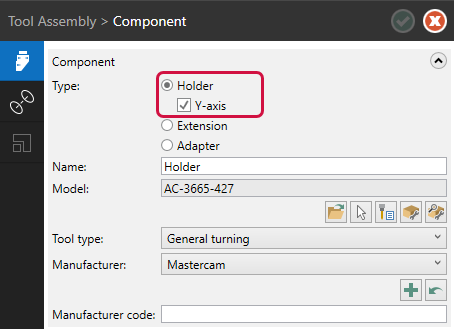 Tool Assembly > Component
Component
Type: Holder
Y-axis
Extension
Adapter
Name: Holder
Model: AC-3665-427
Tool type: General turning
Manufacturer: Mastercam
Manufacturer code: